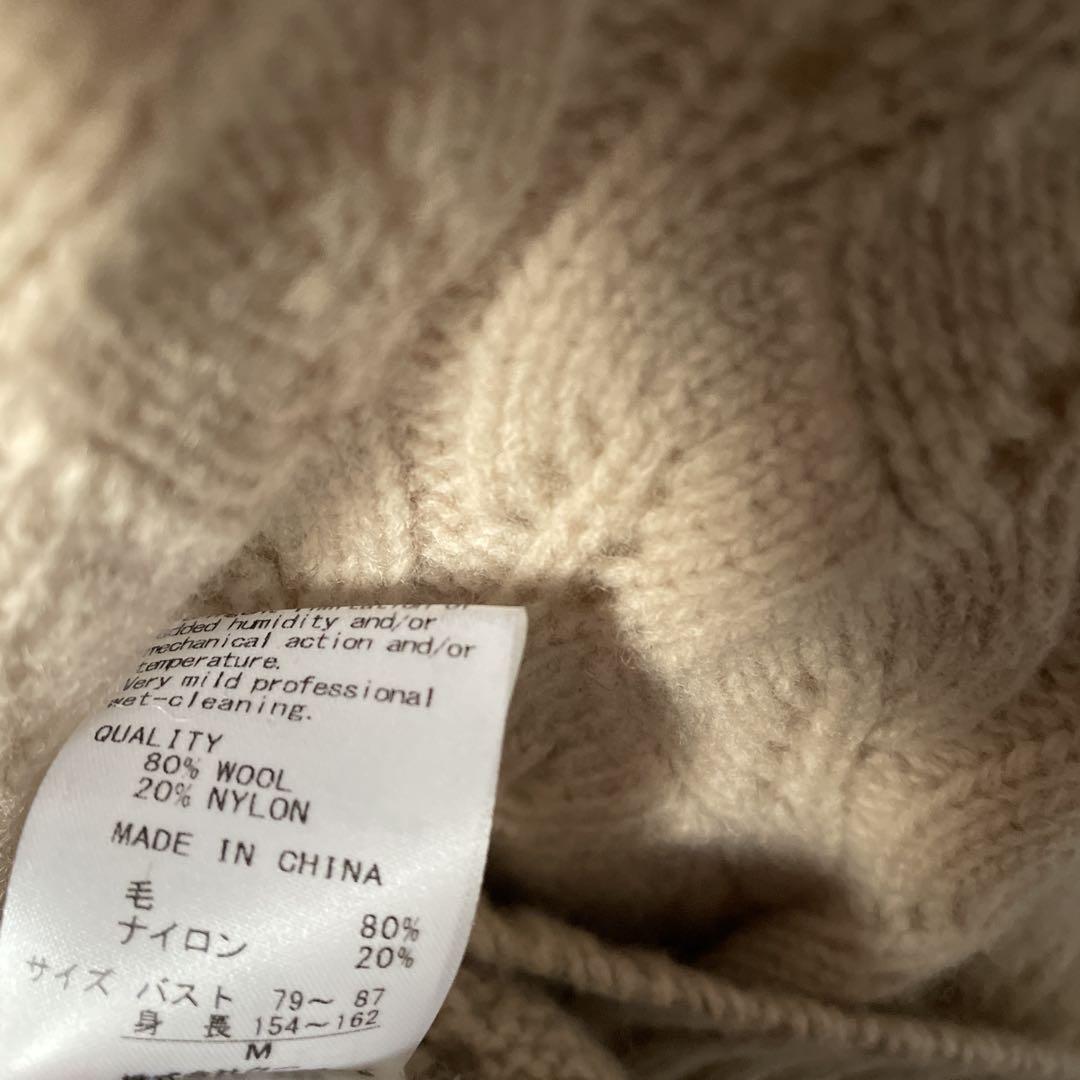 added humidity and/or
mechanical action and/or
temperature.
Very mild professional
wet-cleaning.
QUALITY
80% WOOL
20% NYLON
MADE IN CHINA
毛 80%
ナイロン 20%
サイズ バスト 79～ 87
身 長 154～162
M